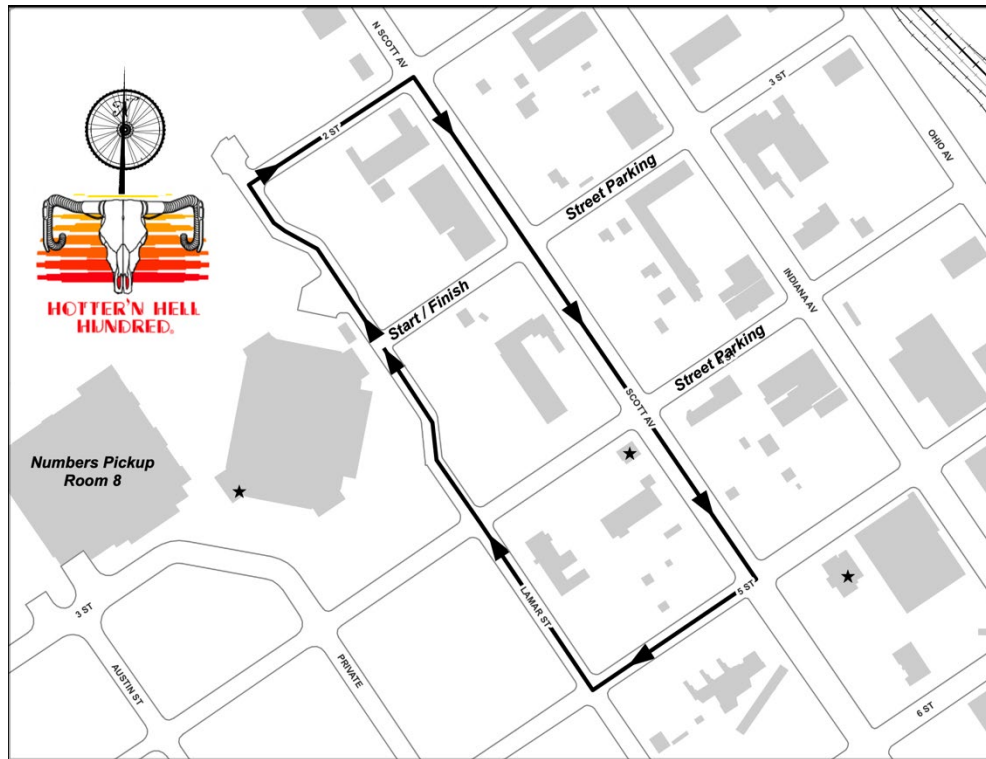 N SCOTT AV
3 ST
OHIO AV
2 ST
Street Parking
HOTTER'N HELL
HUNDRED®
INDIANA AV
Start / Finish
Street Parking
SCOTT AV
Numbers Pickup
Room 8
LAMAR ST
5 ST
3 ST
AUSTIN ST
PRIVATE
6 ST